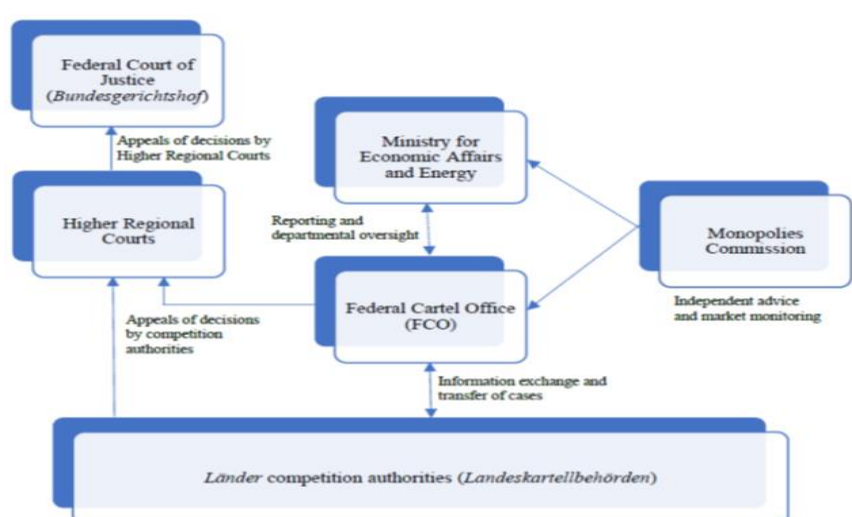 Federal Court of
Justice
(Bundesgerichtshof)
Appeals of decisions by
Higher Regional Courts
Higher Regional
Courts
Ministry for
Economic Affairs
and Energy
Reporting and
departmental oversight
Monopolies
Commission
Independent advice
and market monitoring
Federal Cartel Office
(FCO)
Appeals of decisions
by competition
authorities
Information exchange and
transfer of cases
Länder competition authorities (Landeskartellbehörden)